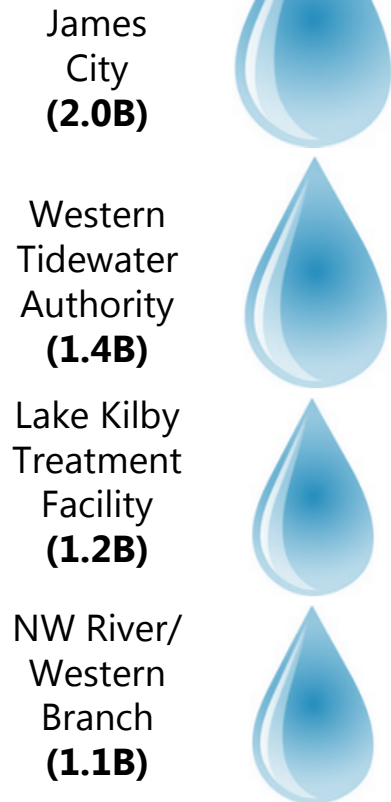 James
City
(2.0B)
Western
Tidewater
Authority
(1.4B)
Lake Kilby
Treatment
Facility
(1.2B)
NW River/
Western
Branch
(1.1B)